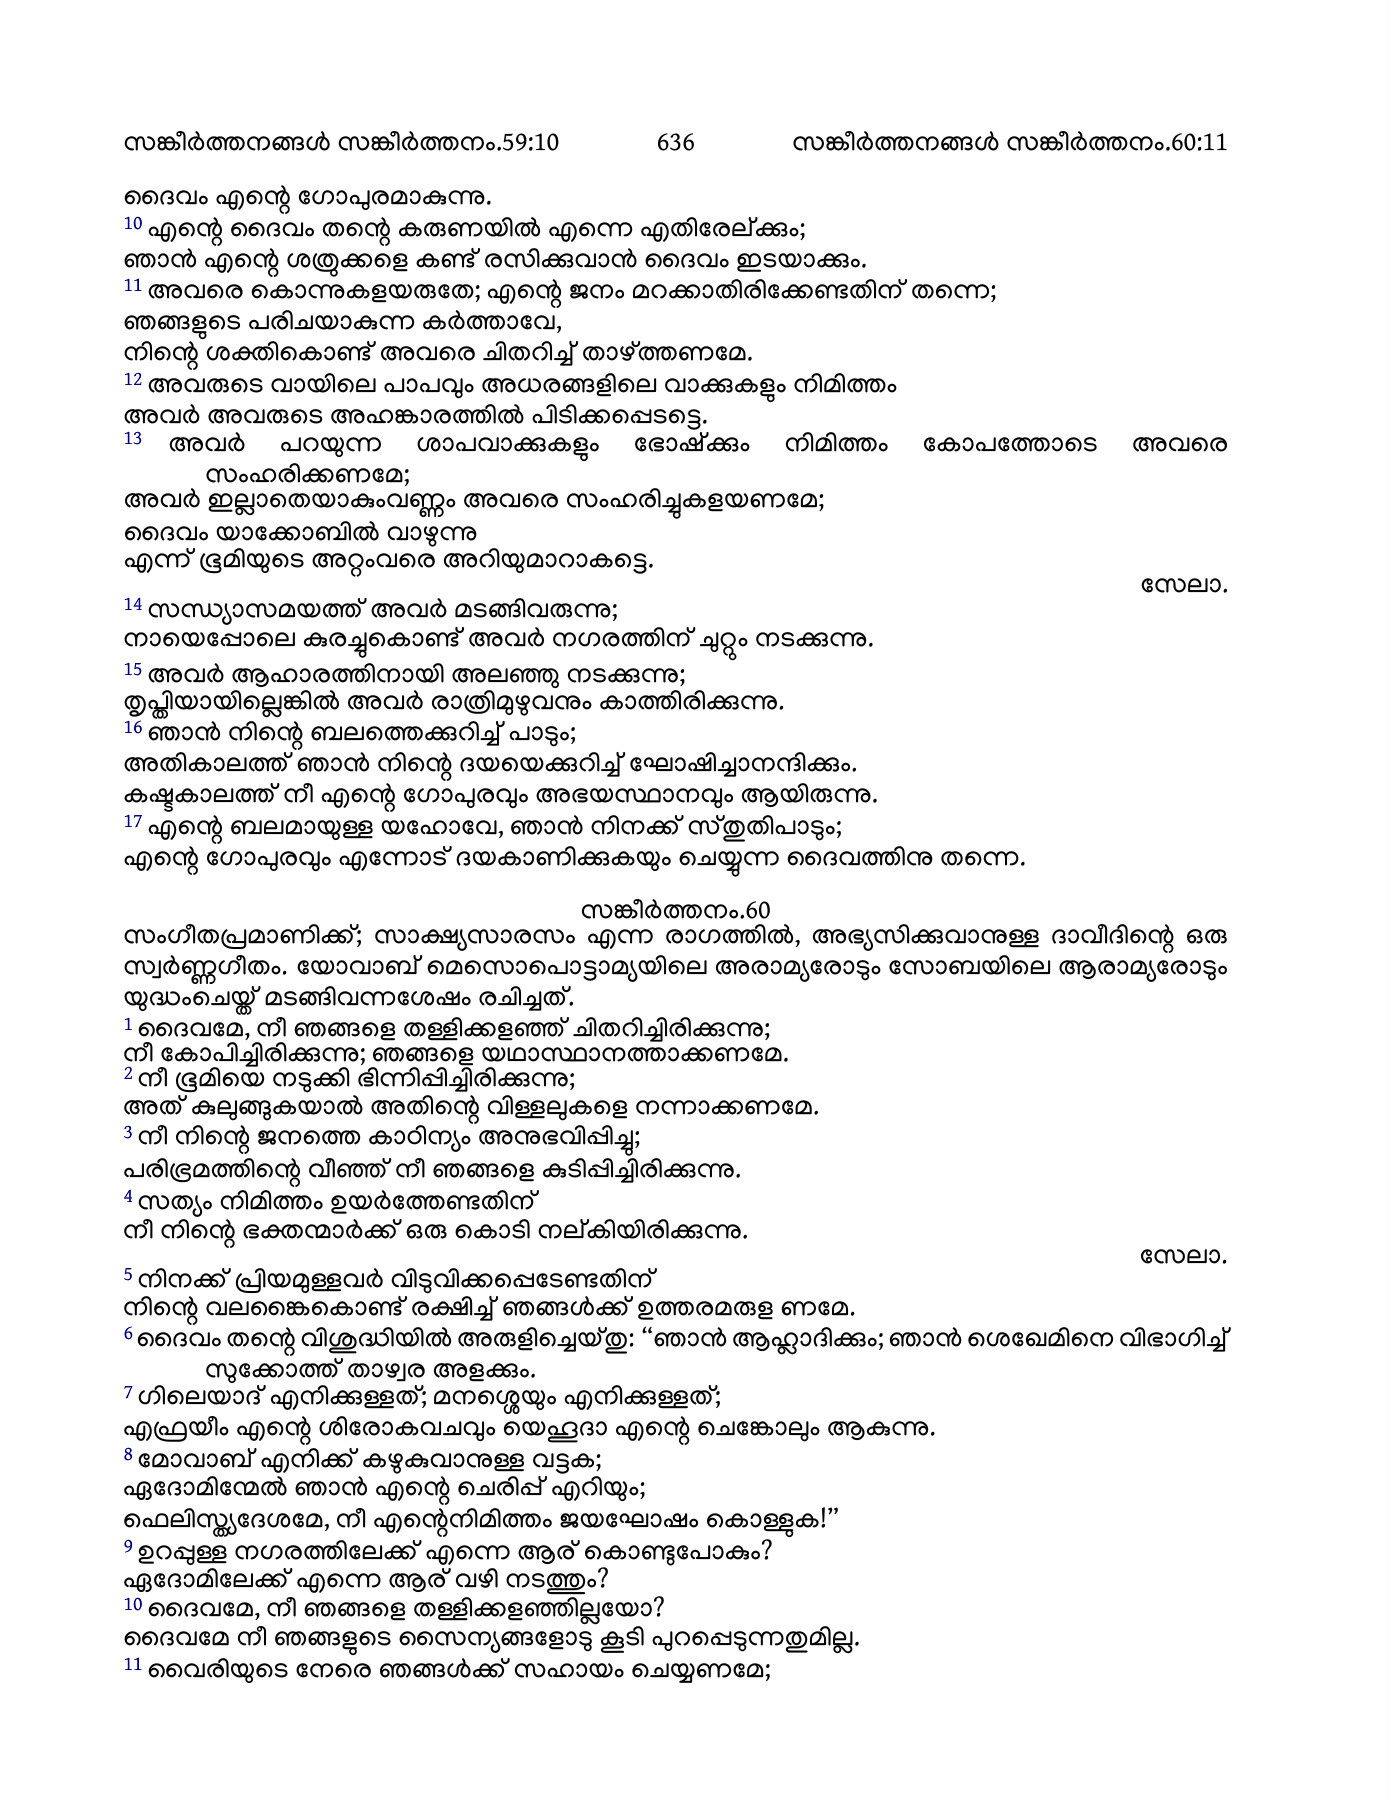 സങ്കീർത്തനങ്ങൾ സങ്കീർത്തനം.59:10 636 സങ്കീർത്തനങ്ങൾ സങ്കീർത്തനം.60:11
ദൈവം എന്റെ ഗോപുരമാകുന്നു.
10 എന്റെ ദൈവം തന്റെ കരുണയിൽ എന്നെ എതിരേല്ക്കും;
ഞാൻ എന്റെ ശത്രുക്കളെ കണ്ട് രസിക്കുവാൻ ദൈവം ഇടയാക്കും.
11 അവരെ കൊന്നുകളയരുതേ; എന്റെ ജനം മറക്കാതിരിക്കേണ്ടതിന് തന്നെ;
ഞങ്ങളുടെ പരിചയാകുന്ന കർത്താവേ,
നിന്റെ ശക്തികൊണ്ട് അവരെ ചിതറിച്ച് താഴ്ത്തണമേ.
12 അവരുടെ വായിലെ പാപവും അധരങ്ങളിലെ വാക്കുകളും നിമിത്തം
അവർ അവരുടെ അഹങ്കാരത്തിൽ പിടിക്കപ്പെടട്ടെ.
13 അവർ പറയുന്ന ശാപവാക്കുകളും ഭോഷ്ക്കും നിമിത്തം കോപത്തോടെ അവരെ
സംഹരിക്കണമേ;
അവർ ഇല്ലാതെയാകുംവണ്ണം അവരെ സംഹരിച്ചുകളയണമേ;
ദൈവം യാക്കോബിൽ വാഴുന്നു
എന്ന് ഭൂമിയുടെ അറ്റംവരെ അറിയുമാറാകട്ടെ.
സേലാ.
14 സന്ധ്യാസമയത്ത് അവർ മടങ്ങിവരുന്നു;
നായെപ്പോലെ കുരച്ചുകൊണ്ട് അവർ നഗരത്തിന് ചുറ്റും നടക്കുന്നു.
15 അവർ ആഹാരത്തിനായി അലഞ്ഞു നടക്കുന്നു;
തൃപ്തിയായില്ലെങ്കിൽ അവർ രാത്രിമുഴുവനും കാത്തിരിക്കുന്നു.
16 ഞാൻ നിന്റെ ബലത്തെക്കുറിച്ച് പാടും;
അതികാലത്ത് ഞാൻ നിന്റെ ദയയെക്കുറിച്ച് ഘോഷിച്ചാനന്ദിക്കും.
കഷ്ടകാലത്ത് നീ എന്റെ ഗോപുരവും അഭയസ്ഥാനവും ആയിരുന്നു.
17 എന്റെ ബലമായുള്ള യഹോവേ, ഞാൻ നിനക്ക് സ്തുതിപാടും;
എന്റെ ഗോപുരവും എന്നോട് ദയകാണിക്കുകയും ചെയ്യുന്ന ദൈവത്തിനു തന്നെ.
സങ്കീർത്തനം.60
സംഗീതപ്രമാണിക്ക്; സാക്ഷ്യസാരസം എന്ന രാഗത്തിൽ, അഭ്യസിക്കുവാനുള്ള ദാവീദിന്റെ ഒരു
സ്വർണ്ണഗീതം. യോവാബ് മെസൊപൊട്ടാമ്യയിലെ അരാമ്യരോടും സോബയിലെ ആരാമ്യരോടും
യുദ്ധംചെയ്ത് മടങ്ങിവന്നശേഷം രചിച്ചത്.
1 ദൈവമേ, നീ ഞങ്ങളെ തള്ളിക്കളഞ്ഞ് ചിതറിച്ചിരിക്കുന്നു;
നീ കോപിച്ചിരിക്കുന്നു; ഞങ്ങളെ യഥാസ്ഥാനത്താക്കണമേ.
2 നീ ഭൂമിയെ നടുക്കി ഭിന്നിപ്പിച്ചിരിക്കുന്നു;
അത് കുലുങ്ങുകയാൽ അതിന്റെ വിള്ളലുകളെ നന്നാക്കണമേ.
3 നീ നിന്റെ ജനത്തെ കാഠിന്യം അനുഭവിപ്പിച്ചു;
പരിഭ്രമത്തിന്റെ വീഞ്ഞ് നീ ഞങ്ങളെ കുടിപ്പിച്ചിരിക്കുന്നു.
4 സത്യം നിമിത്തം ഉയർത്തേണ്ടതിന്
നീ നിന്റെ ഭക്തന്മാർക്ക് ഒരു കൊടി നല്കിയിരിക്കുന്നു.
സേലാ.
5 നിനക്ക് പ്രിയമുള്ളവർ വിടുവിക്കപ്പെടേണ്ടതിന്
നിന്റെ വലങ്കൈകൊണ്ട് രക്ഷിച്ച് ഞങ്ങൾക്ക് ഉത്തരമരുള ണമേ.
6 ദൈവം തന്റെ വിശുദ്ധിയിൽ അരുളിച്ചെയ്തു: “ഞാൻ ആഹ്ലാദിക്കും; ഞാൻ ശെഖേമിനെ വിഭാഗിച്ച്
സുക്കോത്ത് താഴ്വര അളക്കും.
7 ഗിലെയാദ് എനിക്കുള്ളത്; മനശ്ശെയും എനിക്കുള്ളത്;
എഫ്രയീം എന്റെ ശിരോകവചവും യെഹൂദാ എന്റെ ചെങ്കോലും ആകുന്നു.
8 മോവാബ് എനിക്ക് കഴുകുവാനുള്ള വട്ടക;
ഏദോമിന്മേൽ ഞാൻ എന്റെ ചെരിപ്പ് എറിയും;
ഫെലിസ്ത്യദേശമേ, നീ എന്റെനിമിത്തം ജയഘോഷം കൊള്ളുക!”
9 ഉറപ്പുള്ള നഗരത്തിലേക്ക് എന്നെ ആര് കൊണ്ടുപോകും?
ഏദോമിലേക്ക് എന്നെ ആര് വഴി നടത്തും?
10 ദൈവമേ, നീ ഞങ്ങളെ തള്ളിക്കളഞ്ഞില്ലയോ?
ദൈവമേ നീ ഞങ്ങളുടെ സൈന്യങ്ങളോടു കൂടി പുറപ്പെടുന്നതുമില്ല.
11 വൈരിയുടെ നേരെ ഞങ്ങൾക്ക് സഹായം ചെയ്യണമേ;